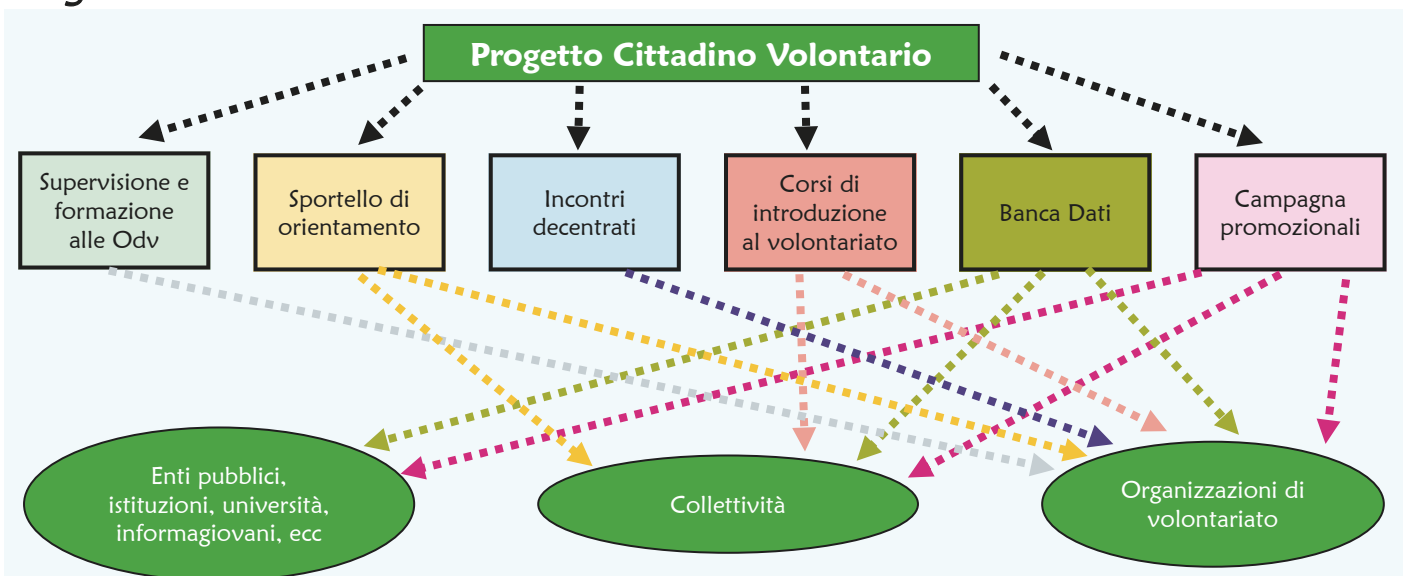 Progetto Cittadino Volontario
Supervisione e
formazione
alle Odv
Sportello di
orientamento
Incontri
decentrati
Corsi di
introduzione
al volontariato
Banca Dati
Campagna
promozionali
Enti pubblici,
istituzioni, università,
informagiovani, ecc
Collettività
Organizzazioni di
volontariato